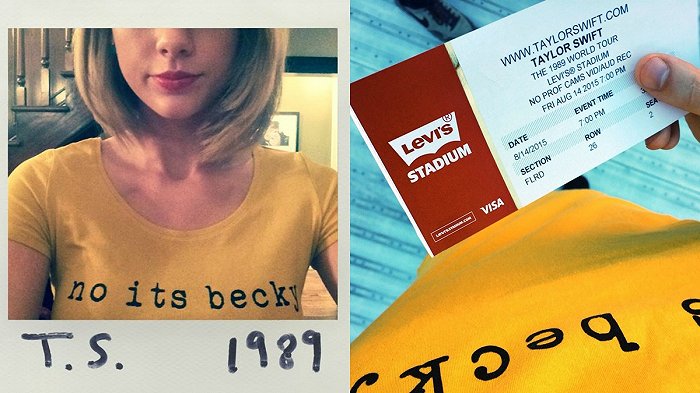 no its becky
T.S. 1989
WWW.TAYLORSWIFT.COM
TAYLOR SWIFT
THE 1989 WORLD TOUR
LEVI'S® STADIUM
NO PROF CAMS VID/AUD REC
FRI AUG 14 2015 7:00 PM
LEVI'S
STADIUM
VISA
DATE EVENT TIME
8/14/2015 7:00 PM
SECTION ROW
FLRD 26 2
becky